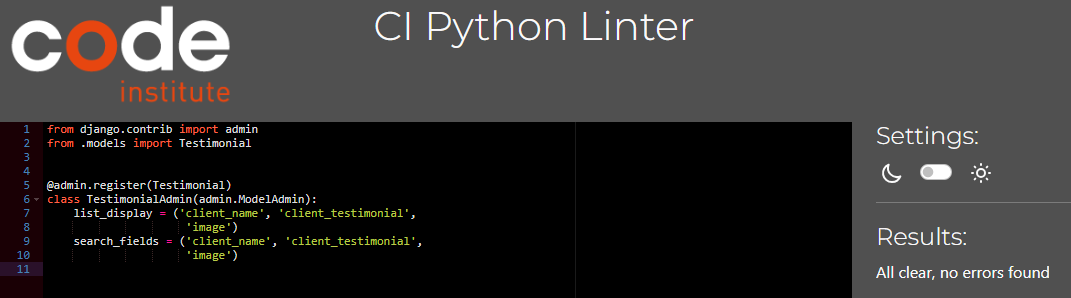 code
institute
CI Python Linter
1 from django.contrib import admin
2 from .models import Testimonial
3
4
5 @admin.register(Testimonial)
6 class TestimonialAdmin(admin.ModelAdmin):
7 list_display = ('client_name', 'client_testimonial',
8 'image')
9 search_fields = ('client_name', 'client_testimonial',
10 'image')
11
Settings:
Results:
All clear, no errors found